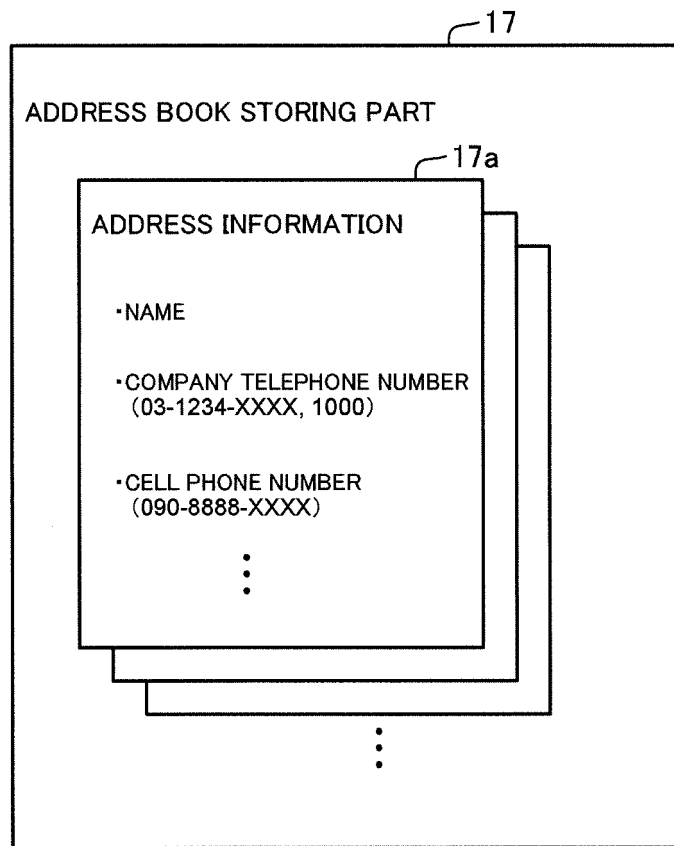 17
ADDRESS BOOK STORING PART
17a
ADDRESS INFORMATION
・NAME
・COMPANY TELEPHONE NUMBER
(03-1234-XXXX, 1000)
・CELL PHONE NUMBER
(090-8888-XXXX)